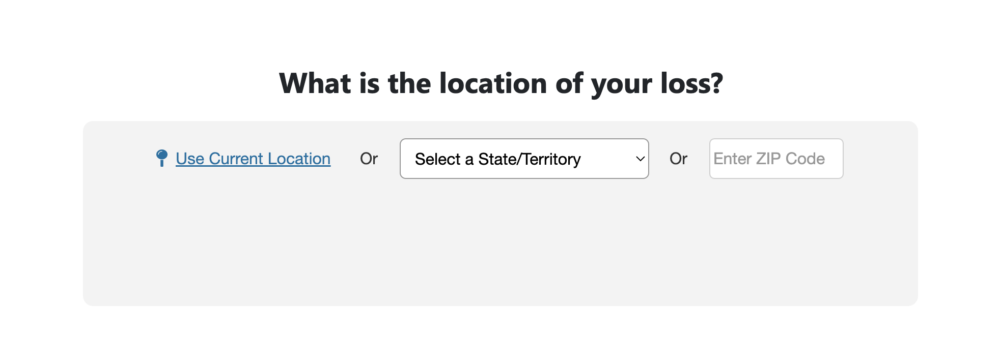 What is the location of your loss?
Use Current Location Or Select a State/Territory Or Enter ZIP Code